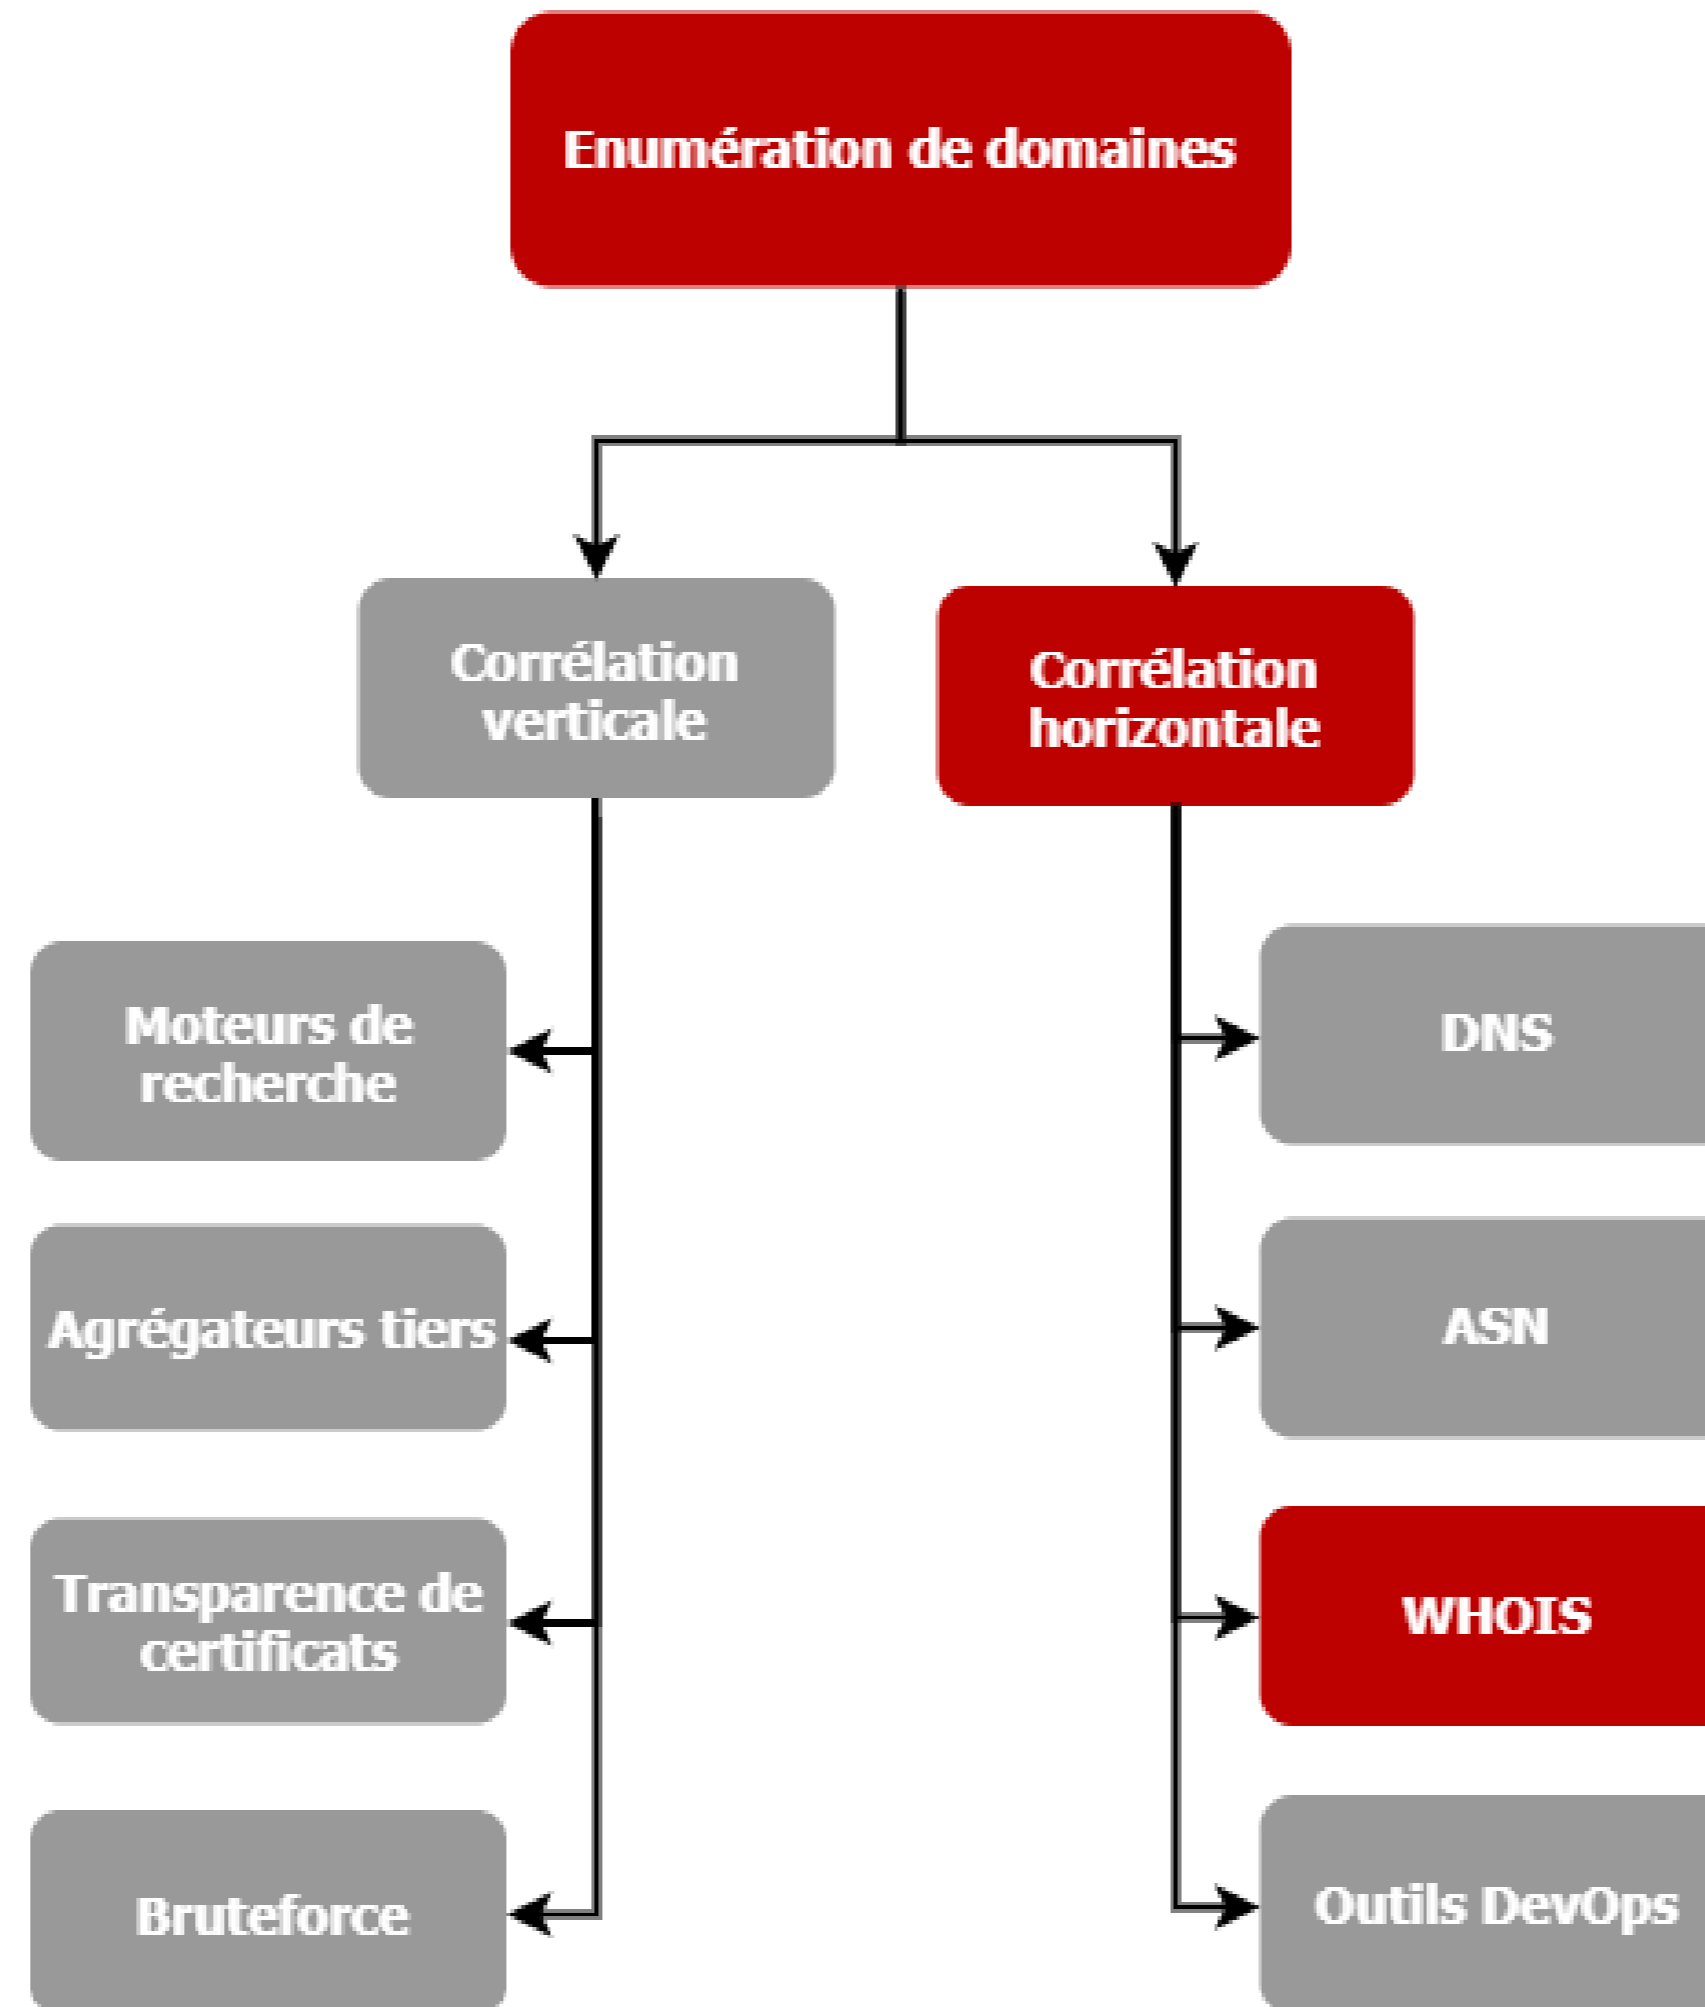 Enumération de domaines
Corrélation
verticale
Corrélation
horizontale
Moteurs de
recherche
Agrégateurs tiers
Transparence de
certificats
Bruteforce
DNS
ASN
WHOIS
Outils DevOps